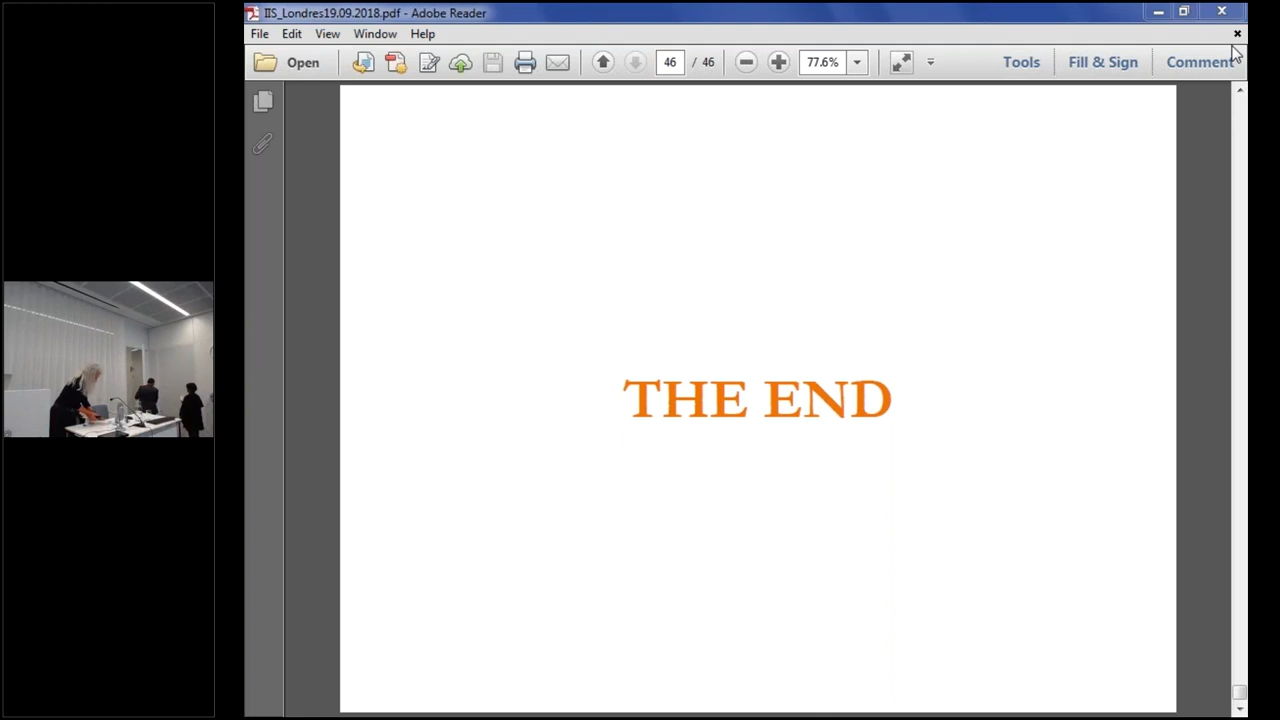 IIS_Londres19.09.2018.pdf - Adobe Reader
File Edit View Window Help
Open 46 / 46 77.6% Tools Fill & Sign Comment
THE END